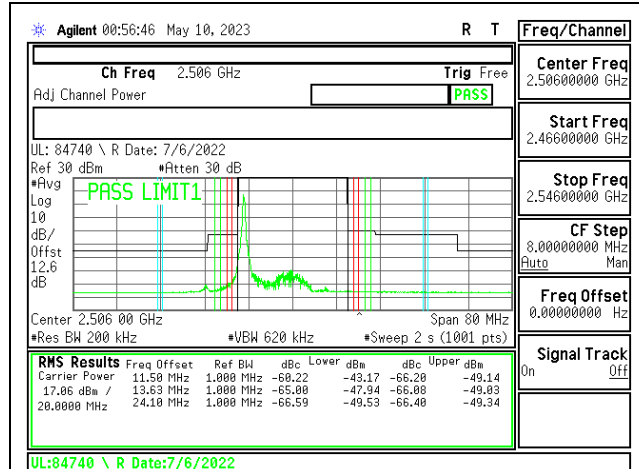 Agilent 00:56:46 May 10, 2023 R T Freq/Channel
Ch Freq 2.506 GHz Trig Free
Adj Channel Power PASS
UL: 84740 \ R Date: 7/6/2022
Ref 30 dBm #Atten 30 dB
#Avg
Log
10
dB/
Offst
12.6
dB
PASS LIMIT1
Center 2.506 00 GHz Span 80 MHz
#Res BW 200 kHz #VBW 620 kHz #Sweep 2 s (1001 pts)
RMS Results Freq Offset Ref BW dBc Lower dBm dBc Upper dBm
Carrier Power 11.50 MHz 1.000 MHz -60.22 -43.17 -66.20 -49.14
17.06 dBm / 13.63 MHz 1.000 MHz -65.00 -47.94 -66.08 -49.03
20.0000 MHz 24.10 MHz 1.000 MHz -66.59 -49.53 -66.40 -49.34
UL:84740 \ R Date:7/6/2022
Center Freq
2.50600000 GHz
Start Freq
2.46600000 GHz
Stop Freq
2.54600000 GHz
CF Step
8.00000000 MHz
Auto Man
Freq Offset
0.00000000 Hz
Signal Track
On Off